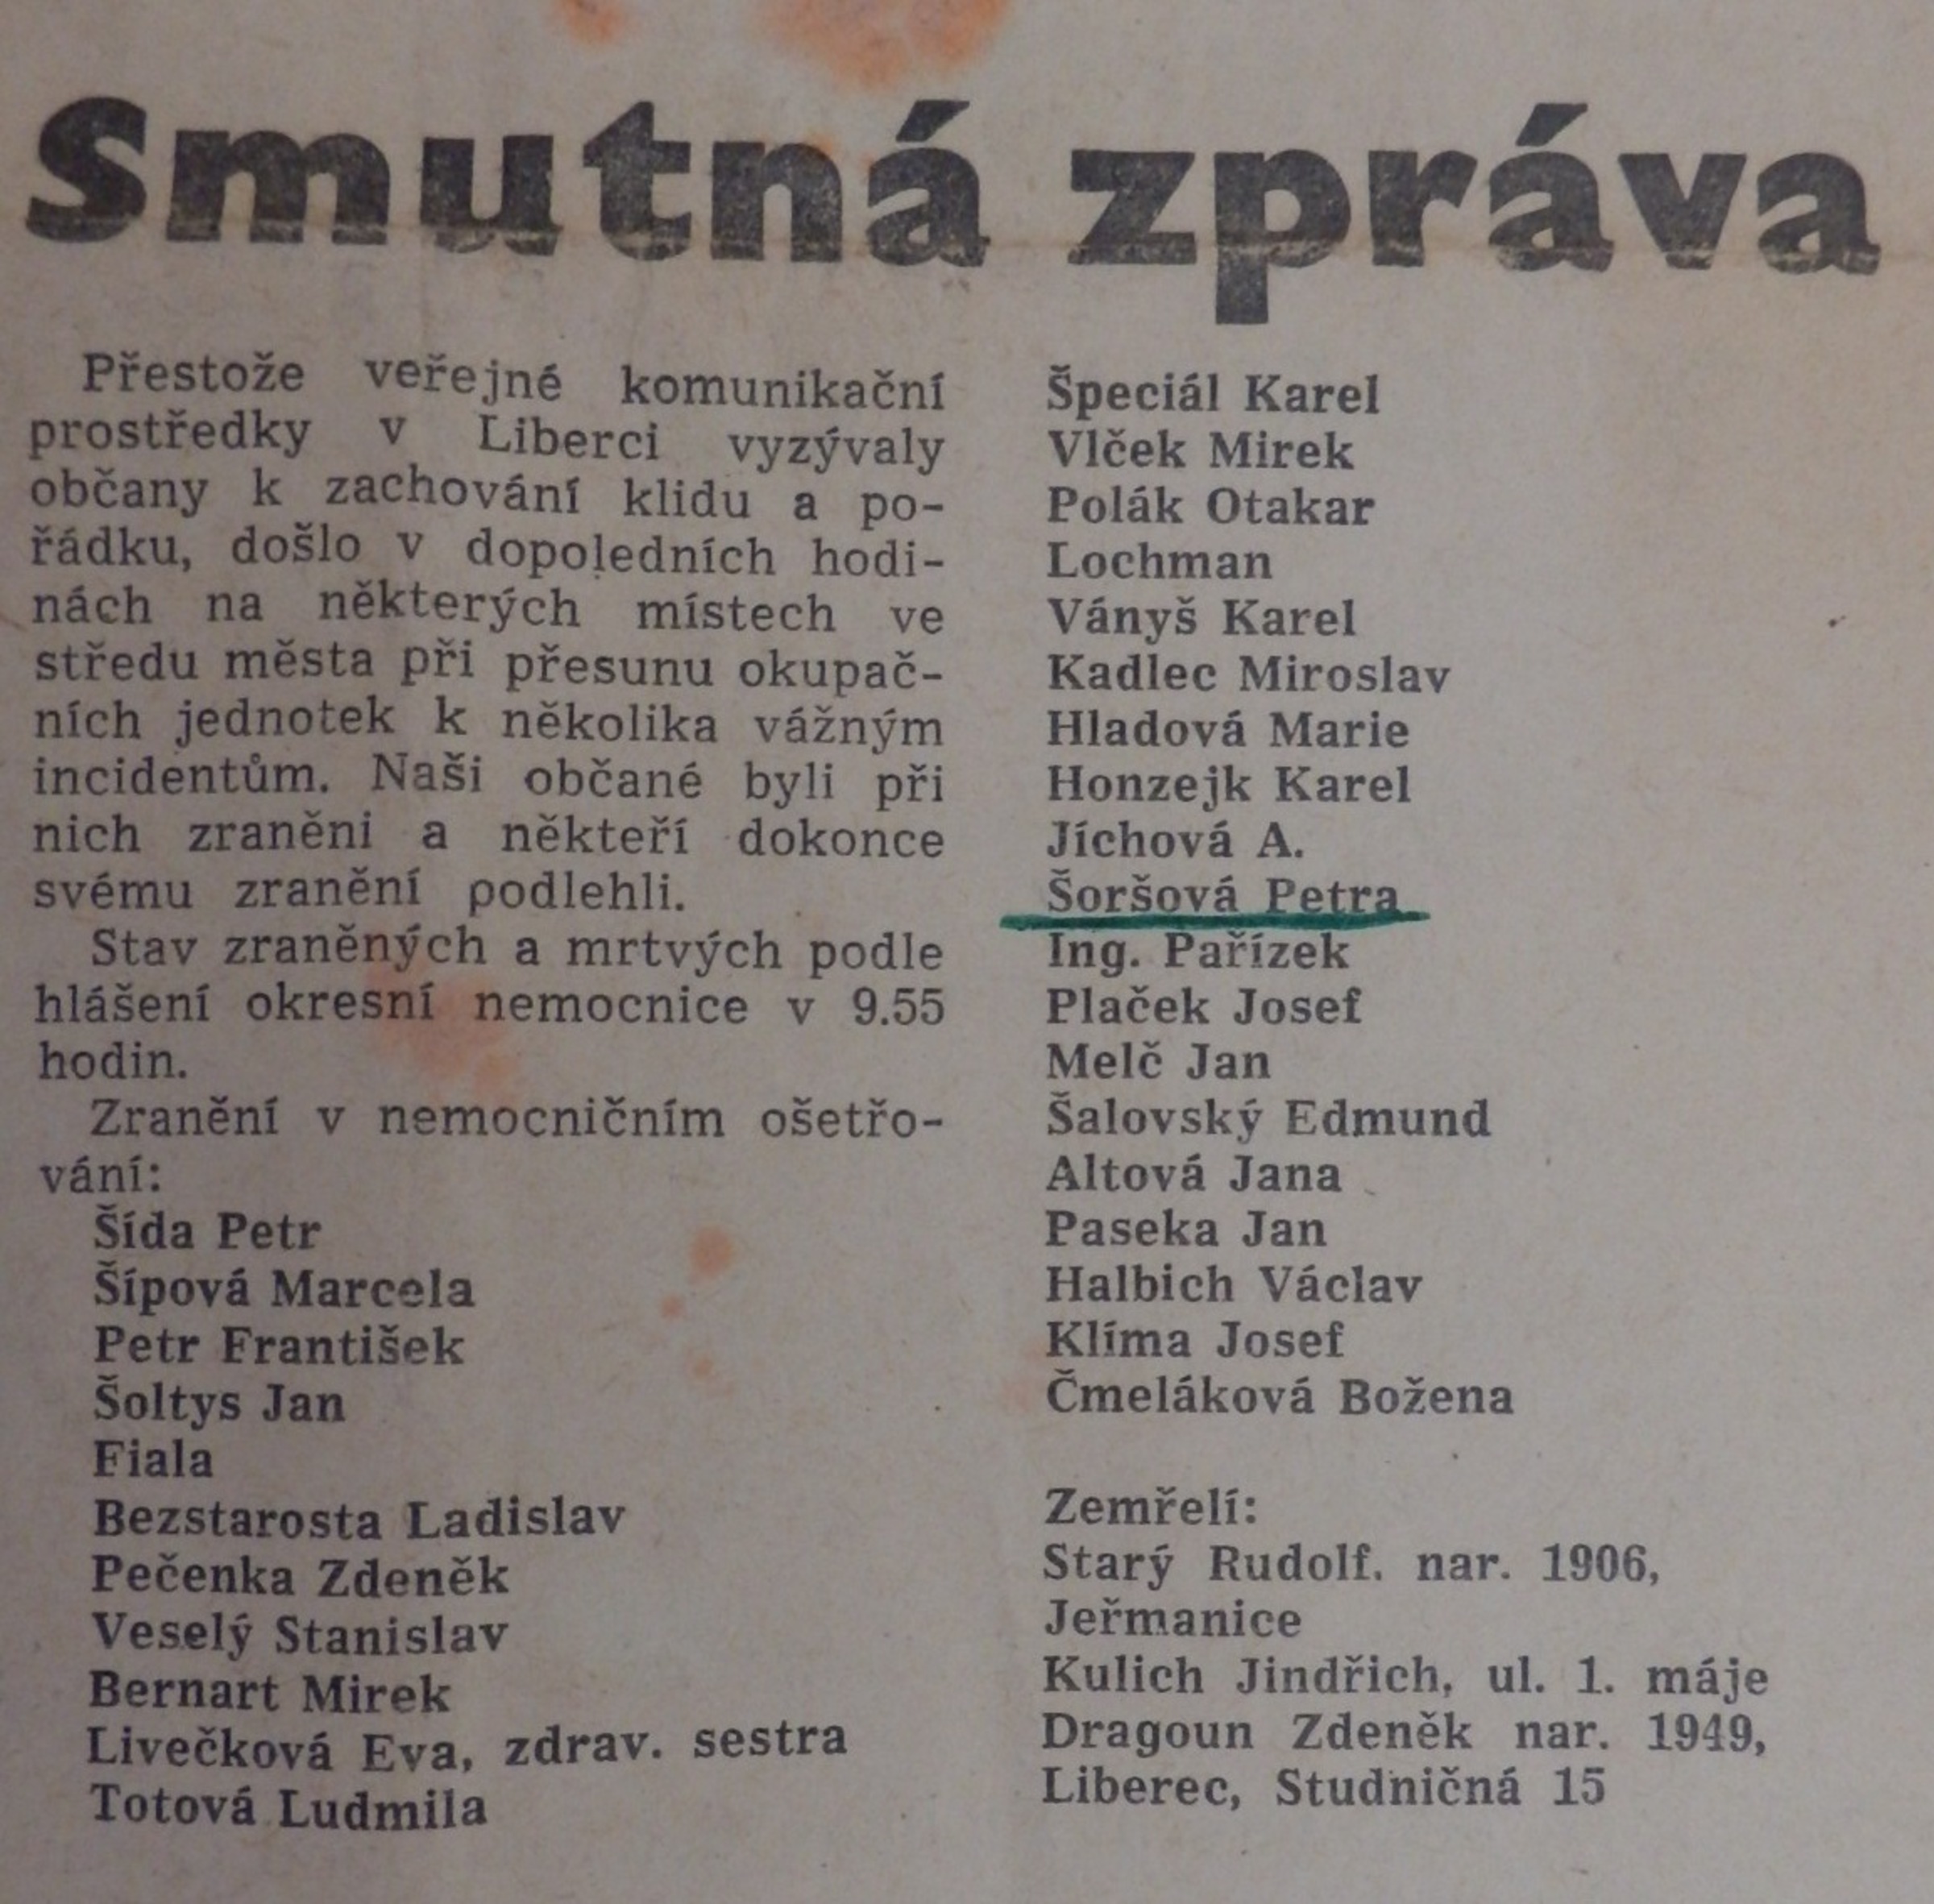 Smutná zpráva
Přestože veřejné komunikační
prostředky v Liberci vyzývaly
občany k zachování klidu a po-
řádku, došlo v dopoledních hodi-
nách na některých místech ve
středu města při přesunu okupač-
ních jednotek k několika vážným
incidentům. Naši občané byli při
nich zraněni a někteří dokonce
svému zranění podlehli.
Stav zraněných a mrtvých podle
hlášení okresní nemocnice v 9.55
hodin.
Zranění v nemocničním ošetřo-
vání:
Šída Petr
Šípová Marcela
Petr František
Šoltys Jan
Fiala
Bezstarosta Ladislav
Pečenka Zdeněk
Veselý Stanislav
Bernart Mirek
Livečková Eva, zdrav. sestra
Totová Ludmila
Špeciál Karel
Vlček Mirek
Polák Otakar
Lochman
Ványš Karel
Kadlec Miroslav
Hladová Marie
Honzejk Karel
Jíchová A.
Šoršová Petra
Ing. Pařízek
Plaček Josef
Melč Jan
Šalovský Edmund
Altová Jana
Paseka Jan
Halbich Václav
Klíma Josef
Čmeláková Božena
Zemřelí:
Starý Rudolf. nar. 1906,
Jeřmanice
Kulich Jindřich, ul. 1. máje
Dragoun Zdeněk nar. 1949,
Liberec, Studničná 15